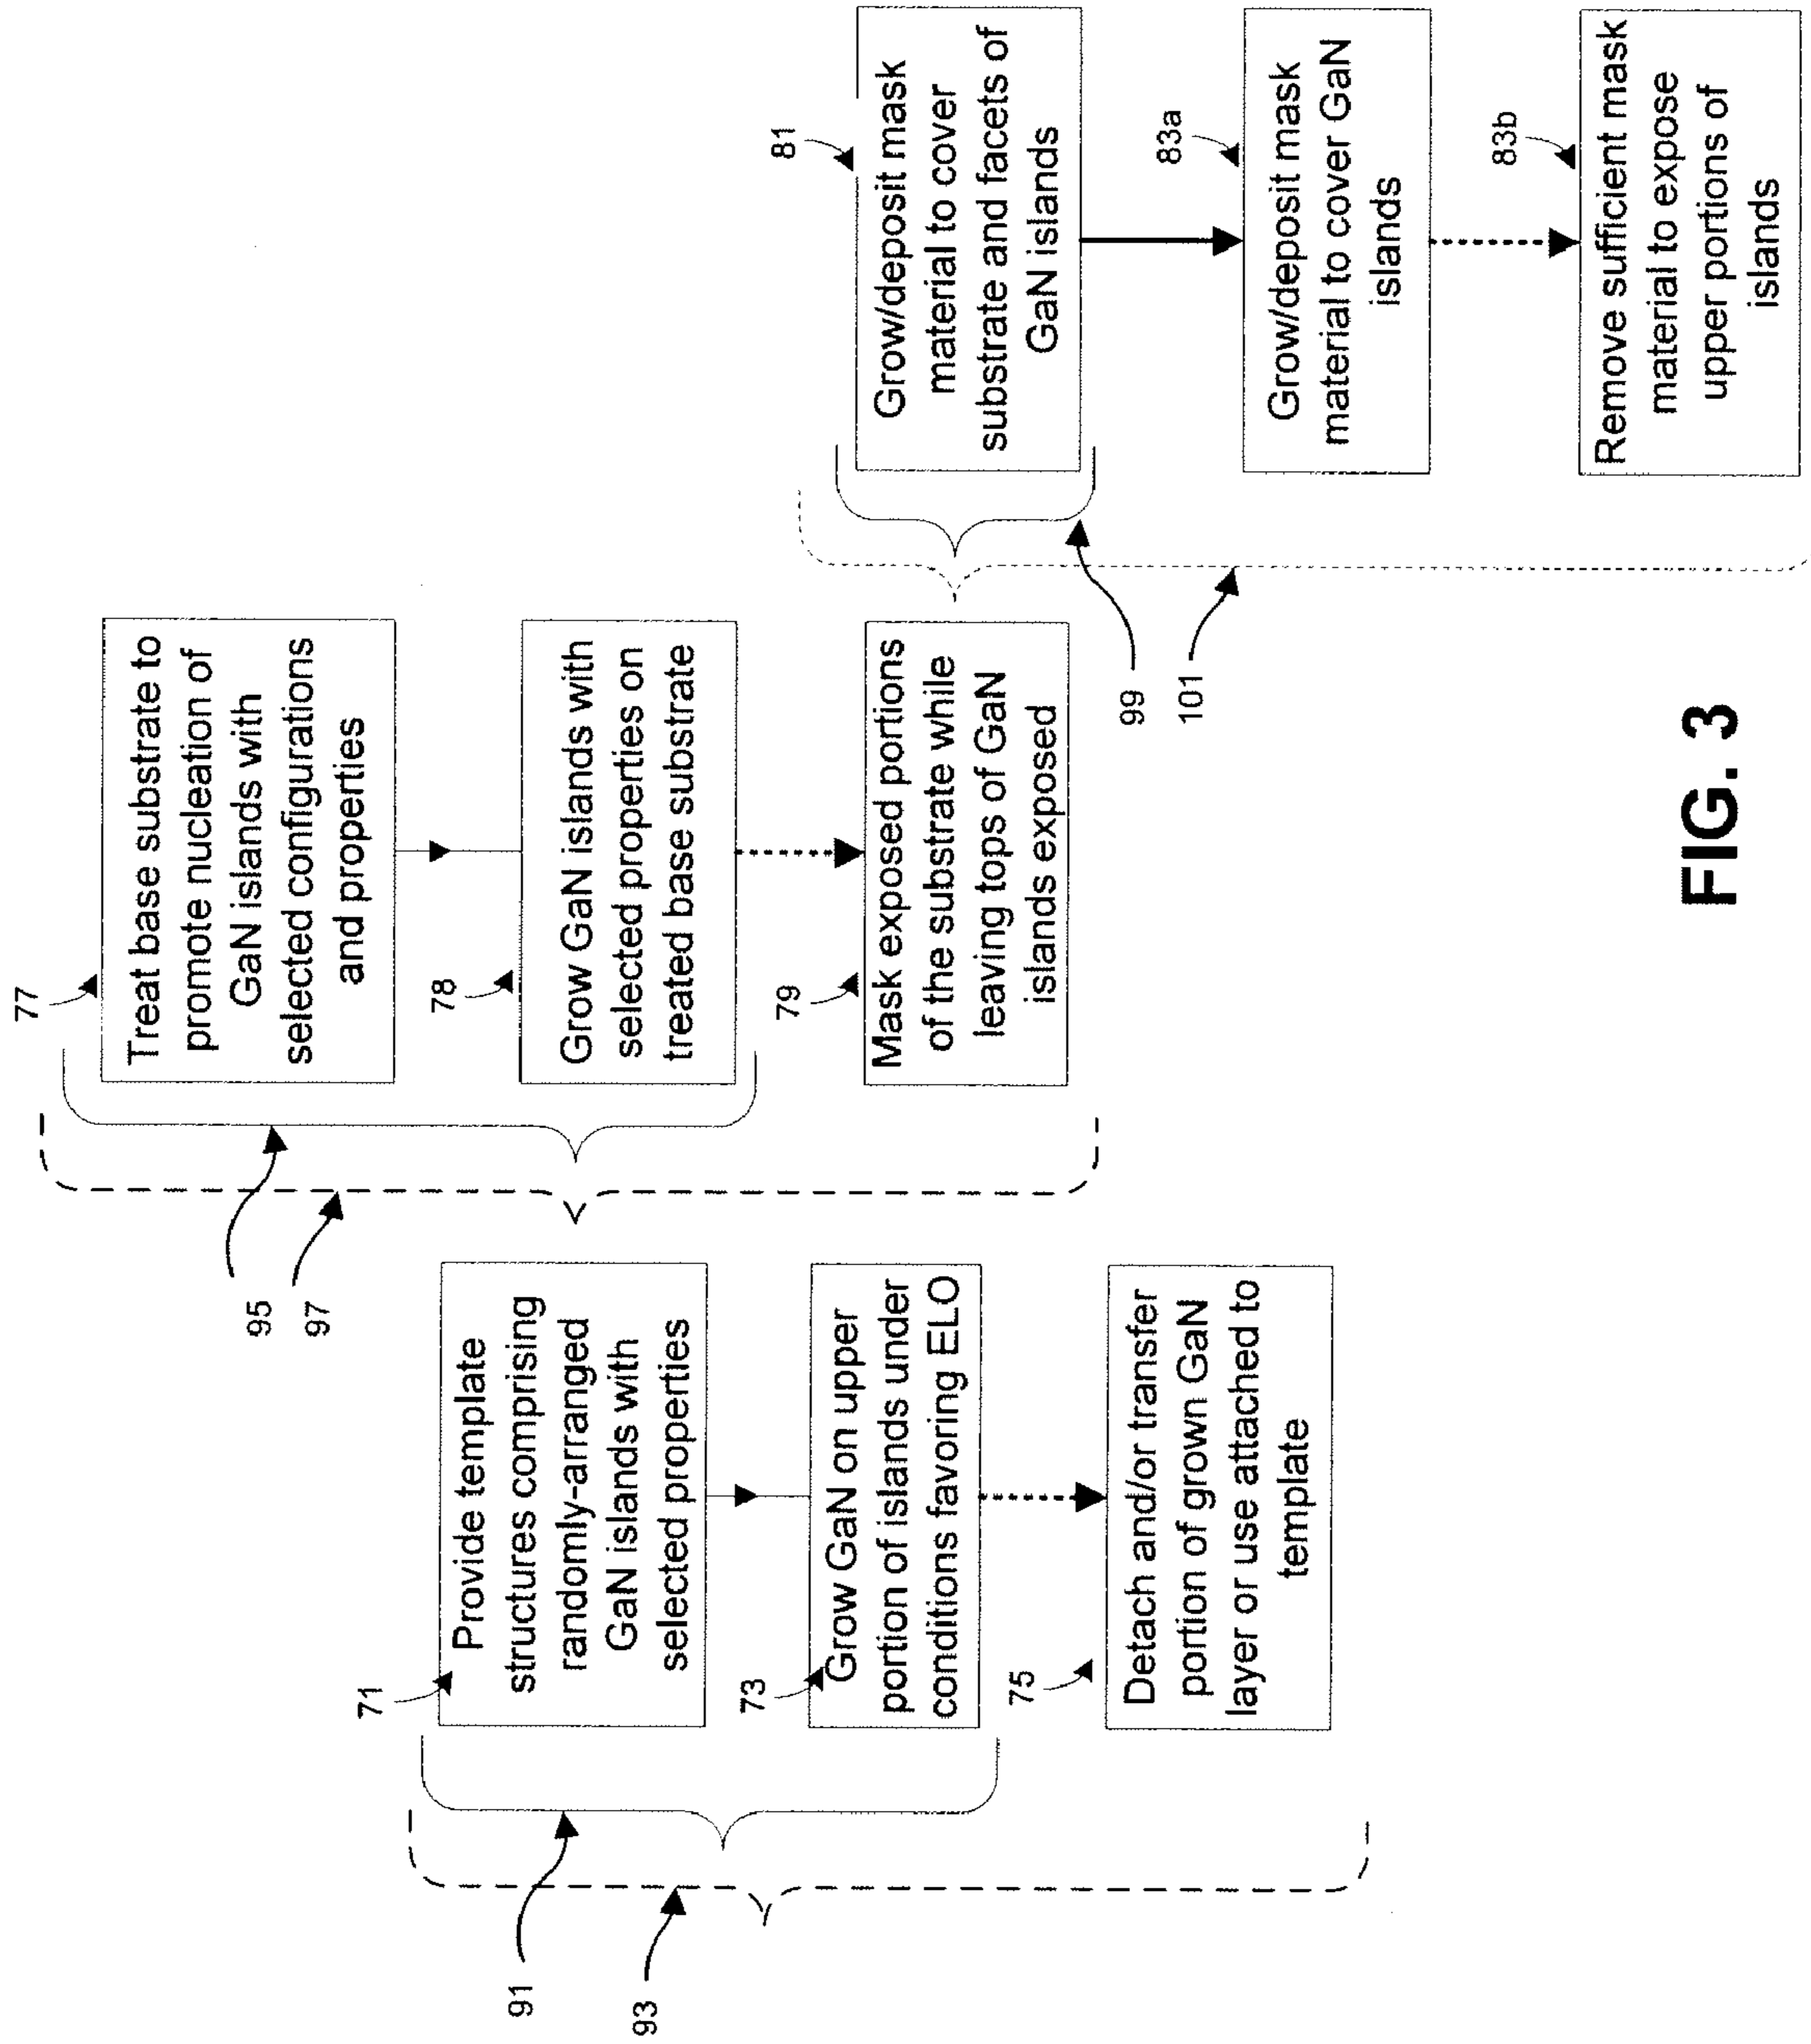 91
93
71
Provide template
structures comprising
randomly-arranged
GaN islands with
selected properties
73
Grow GaN on upper
portion of islands under
conditions favoring ELO
75
Detach and/or transfer
portion of grown GaN
layer or use attached to
template
95
97
77
Treat base substrate to
promote nucleation of
GaN islands with
selected configurations
and properties
78
Grow GaN islands with
selected properties on
treated base substrate
79
Mask exposed portions
of the substrate while
leaving tops of GaN
islands exposed
99
101
81
Grow/deposit mask
material to cover
substrate and facets of
GaN islands
83a
Grow/deposit mask
material to cover GaN
islands
83b
Remove sufficient mask
material to expose
upper portions of
islands
FIG. 3